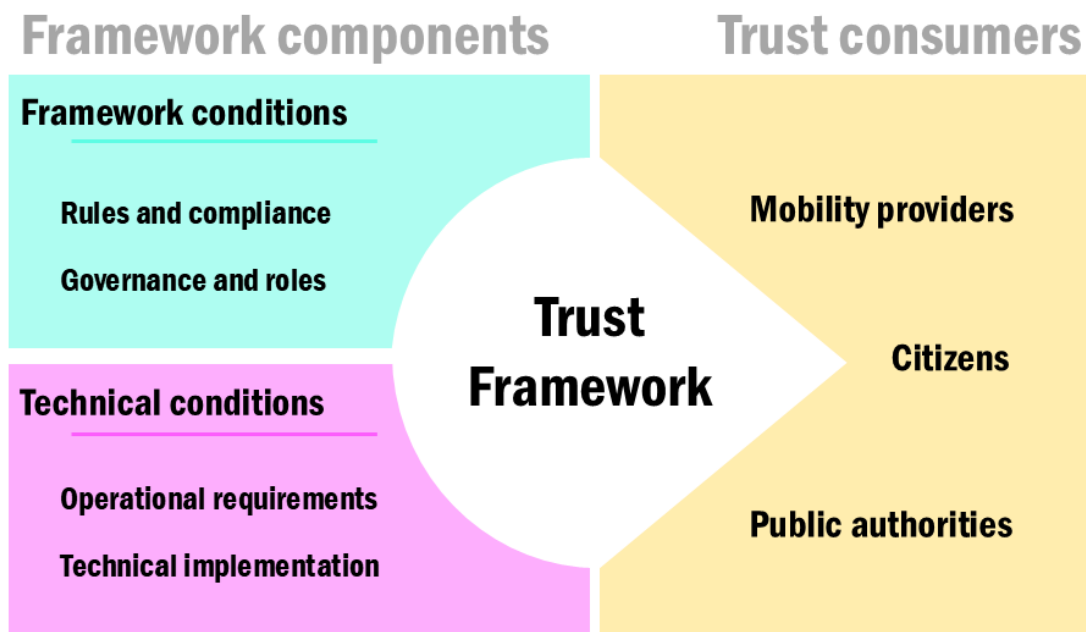 Framework components
Trust consumers
Framework conditions
Rules and compliance
Governance and roles
Technical conditions
Operational requirements
Technical implementation
Trust
Framework
Mobility providers
Citizens
Public authorities